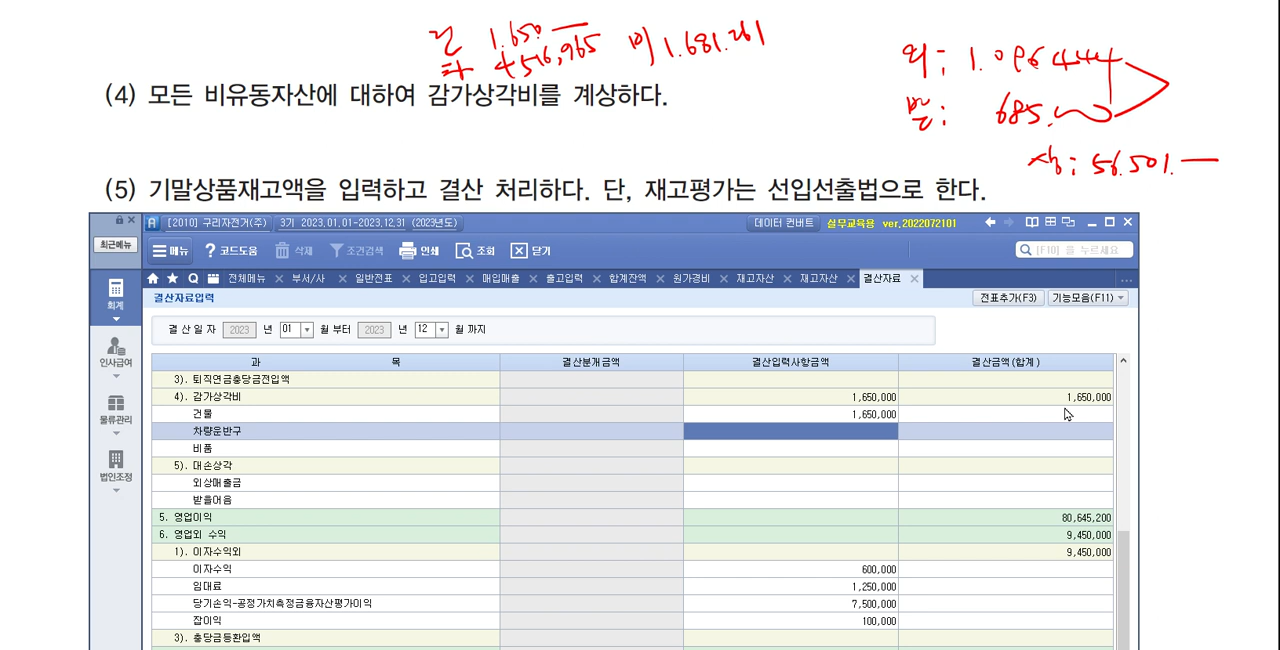 건 1.650.
차 4516,965 비 1.681.261
외: 1.096444
받: 685.
상: 56.501.
(4) 모든 비유동자산에 대하여 감가상각비를 계상하다.
(5) 기말상품재고액을 입력하고 결산 처리하다. 단, 재고평가는 선입선출법으로 한다.
[2010] 구리자전거(주) 3기 2023.01.01~2023.12.31 (2023년도) 데이터 컨버트 실무교육용 ver.2022072101
최근메뉴 메뉴 ? 코드도움 삭제 조건검색 인쇄 조회 닫기 [F10] 을 누르세요
전체메뉴 부서/사 일반전표 입고입력 매입매출 출고입력 합계잔액 원가경비 재고자산 재고자산 결산자료
회계
인사급여
물류관리
법인조정
결산자료입력 전표추가(F3) 기능모음(F11)
결 산 일 자 2023 년 01 월 부터 2023 년 12 월 까지
과 목 결산분개금액 결산입력사항금액 결산금액(합계)
3). 퇴직연금충당금전입액
4). 감가상각비 1,650,000 1,650,000
건물 1,650,000
차량운반구
비품
5). 대손상각
외상매출금
받을어음
5. 영업이익 80,645,200
6. 영업외 수익 9,450,000
1). 이자수익외 9,450,000
이자수익 600,000
임대료 1,250,000
당기손익-공정가치측정금융자산평가이익 7,500,000
잡이익 100,000
3). 충당금등환입액